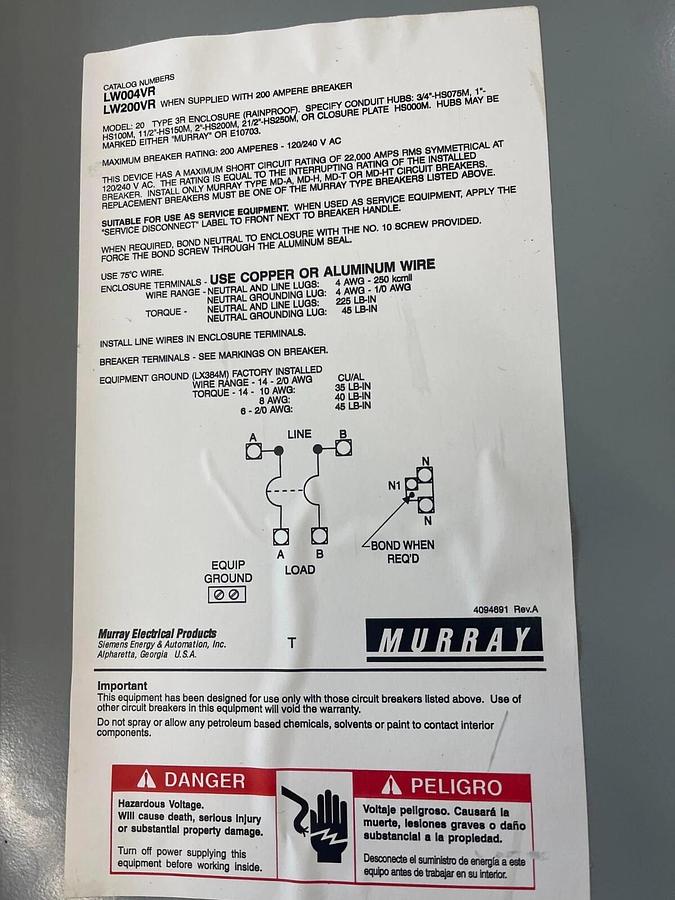 CATALOG NUMBERS
LW004VR
LW200VR WHEN SUPPLIED WITH 200 AMPERE BREAKER
MODEL: 20 TYPE 3R ENCLOSURE (RAINPROOF). SPECIFY CONDUIT HUBS: 3/4"-HS075M, 1"-
HS100M, 11/2"-HS150M, 2"-HS200M, 21/2"-HS250M, OR CLOSURE PLATE HS000M. HUBS MAY BE
MARKED EITHER "MURRAY" OR E10703.
MAXIMUM BREAKER RATING: 200 AMPERES - 120/240 V AC
THIS DEVICE HAS A MAXIMUM SHORT CIRCUIT RATING OF 22,000 AMPS RMS SYMMETRICAL AT
120/240 V AC. THE RATING IS EQUAL TO THE INTERRUPTING RATING OF THE INSTALLED
BREAKER. INSTALL ONLY MURRAY TYPE MD-A, MD-H, MD-T OR MD-HT CIRCUIT BREAKERS.
REPLACEMENT BREAKERS MUST BE ONE OF THE MURRAY TYPE BREAKERS LISTED ABOVE.
SUITABLE FOR USE AS SERVICE EQUIPMENT. WHEN USED AS SERVICE EQUIPMENT, APPLY THE
"SERVICE DISCONNECT" LABEL TO FRONT NEXT TO BREAKER HANDLE.
WHEN REQUIRED, BOND NEUTRAL TO ENCLOSURE WITH THE NO. 10 SCREW PROVIDED.
FORCE THE BOND SCREW THROUGH THE ALUMINUM SEAL.
USE 75°C WIRE.
ENCLOSURE TERMINALS - USE COPPER OR ALUMINUM WIRE
WIRE RANGE - NEUTRAL AND LINE LUGS: 4 AWG - 250 kcmil
NEUTRAL GROUNDING LUG: 4 AWG - 1/0 AWG
TORQUE - NEUTRAL AND LINE LUGS: 225 LB-IN
NEUTRAL GROUNDING LUG: 45 LB-IN
INSTALL LINE WIRES IN ENCLOSURE TERMINALS.
BREAKER TERMINALS - SEE MARKINGS ON BREAKER.
EQUIPMENT GROUND (LX384M) FACTORY INSTALLED
WIRE RANGE - 14 - 2/0 AWG CU/AL
TORQUE - 14 - 10 AWG: 35 LB-IN
8 AWG: 40 LB-IN
6 - 2/0 AWG: 45 LB-IN
A LINE B
N
N1
N
A B
LOAD
BOND WHEN
REQ'D
EQUIP
GROUND
4094691 Rev.A
Murray Electrical Products
Siemens Energy & Automation, Inc.
Alpharetta, Georgia U.S.A.
T
MURRAY
Important
This equipment has been designed for use only with those circuit breakers listed above. Use of
other circuit breakers in this equipment will void the warranty.
Do not spray or allow any petroleum based chemicals, solvents or paint to contact interior
components.
DANGER
Hazardous Voltage.
Will cause death, serious injury
or substantial property damage.
Turn off power supplying this
equipment before working inside.
PELIGRO
Voltaje peligroso. Causará la
muerte, lesiones graves o daño
substancial a la propiedad.
Desconecte el suministro de energía a este
equipo antes de trabajar en su interior.